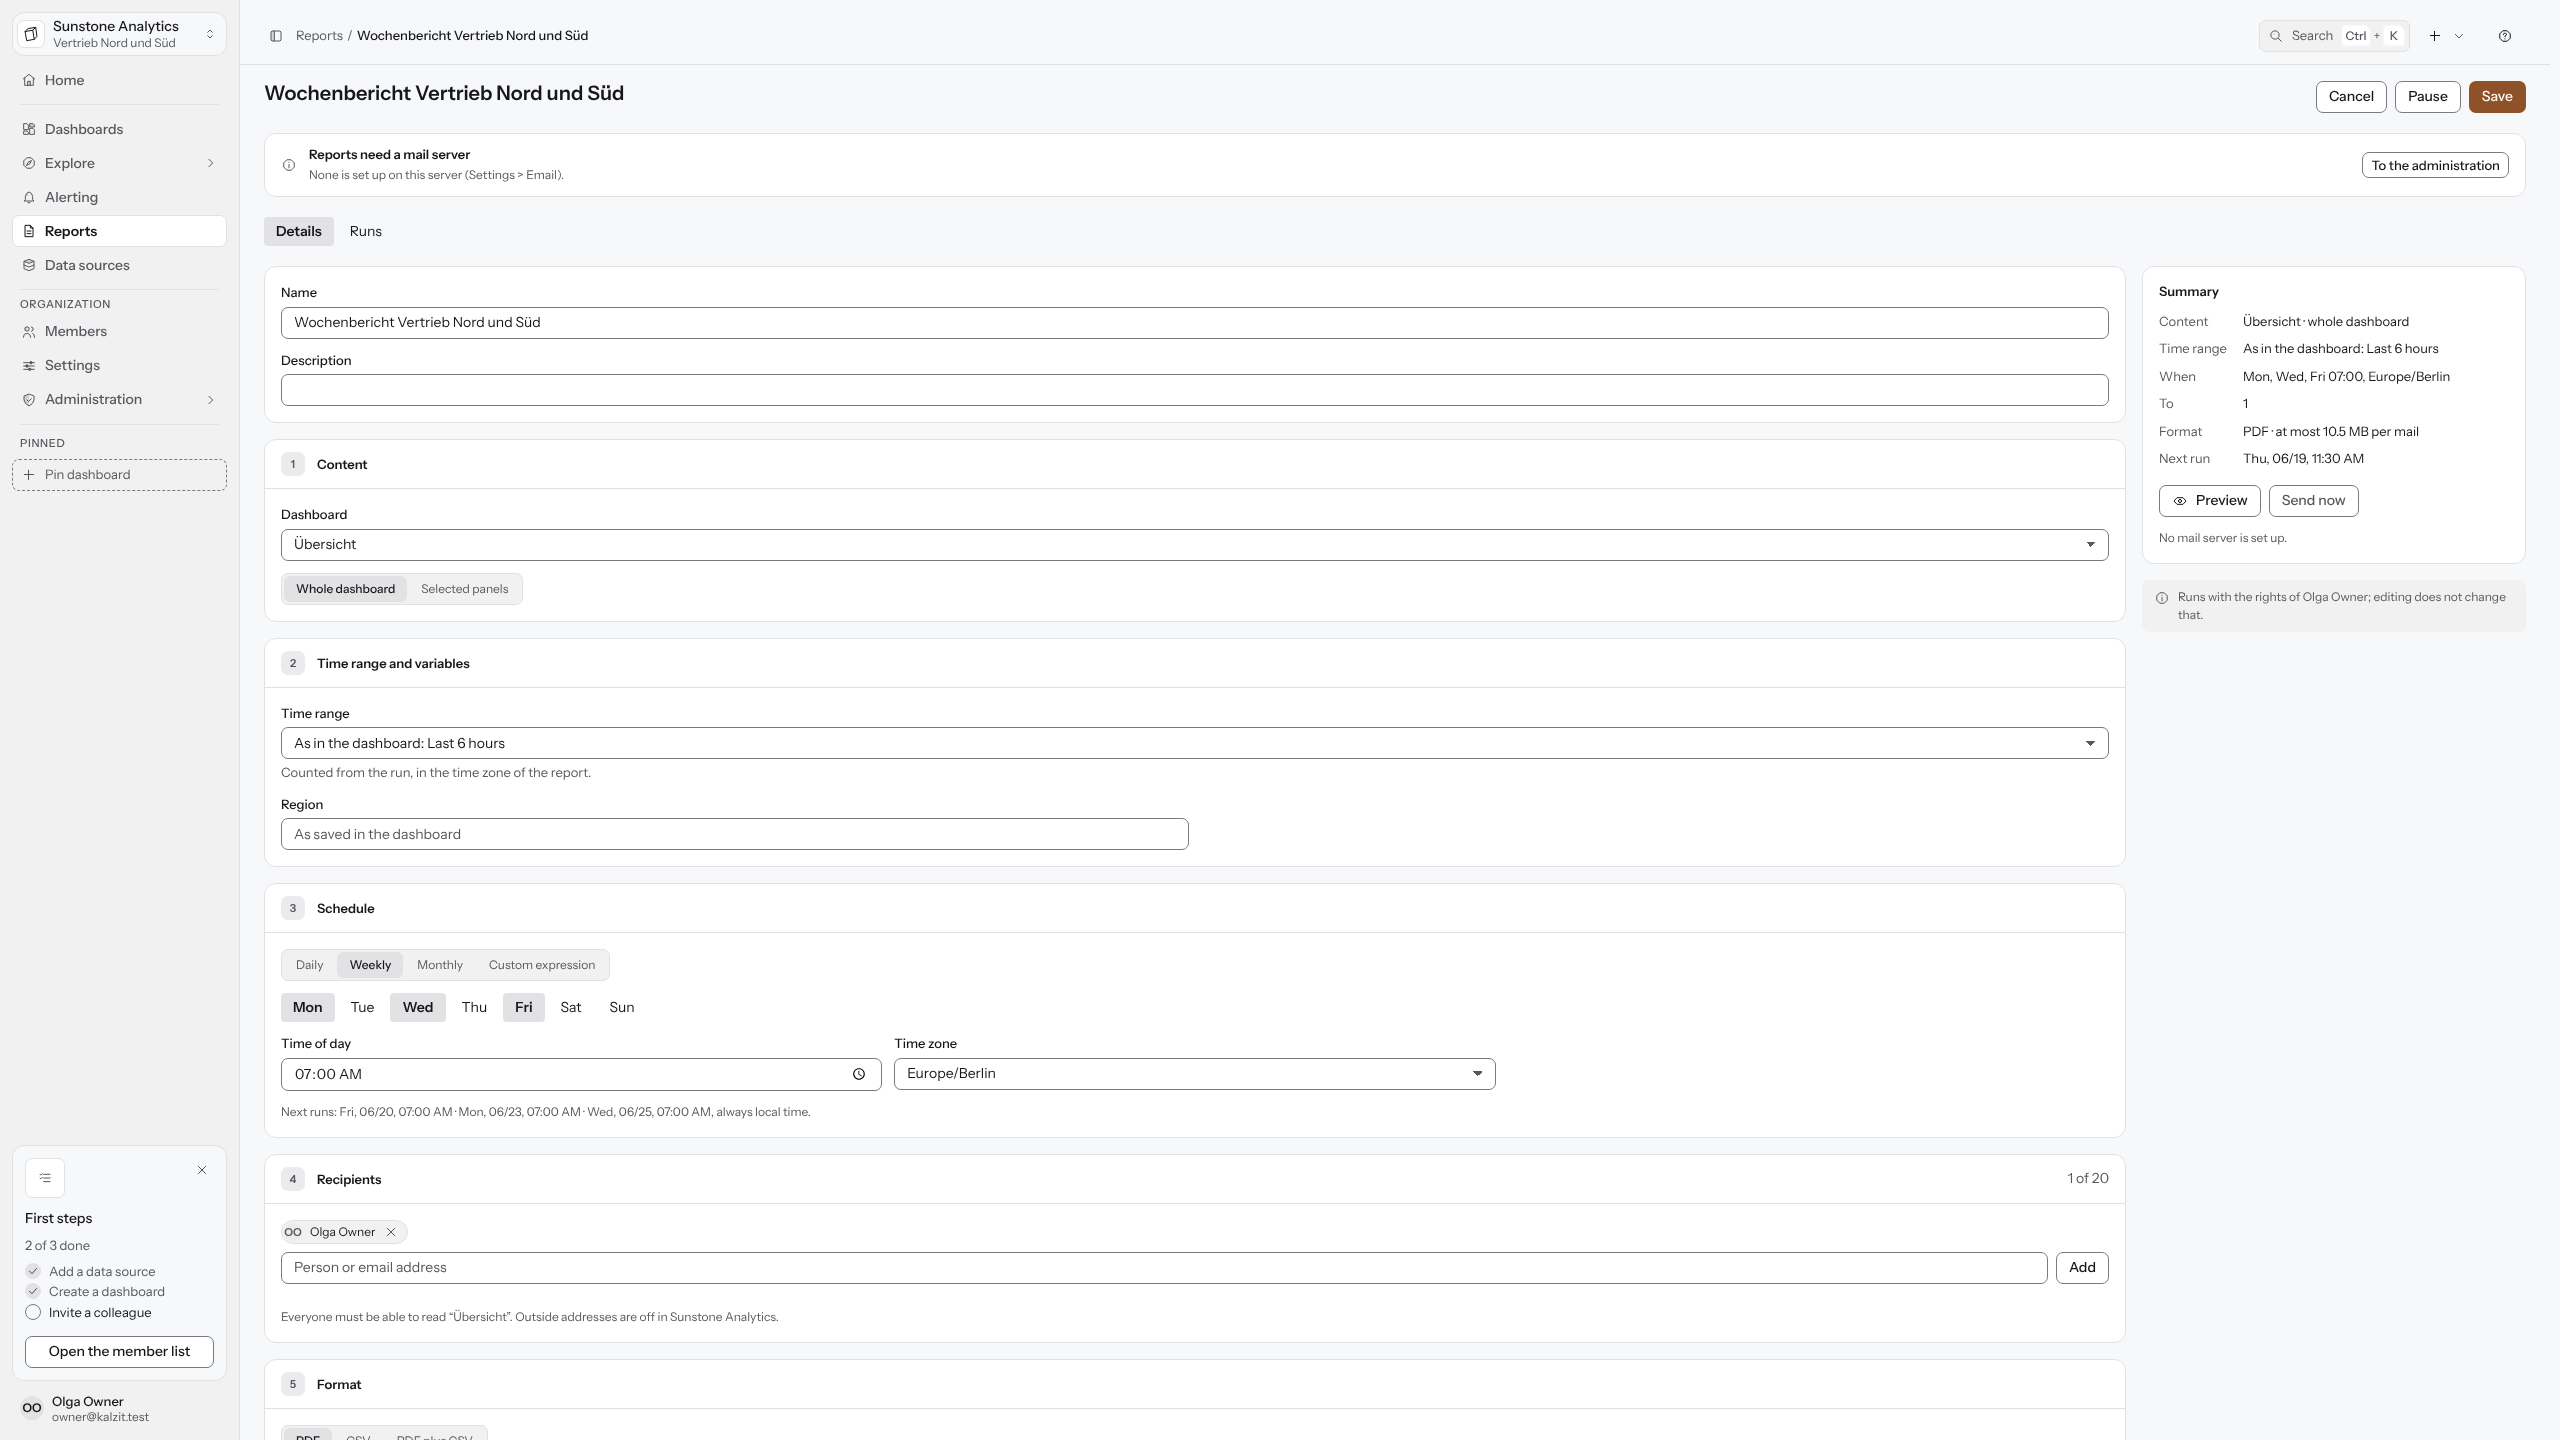 Sunstone Analytics
Vertrieb Nord und Süd
Home
Dashboards
Explore
Alerting
Reports
Data sources
ORGANIZATION
Members
Settings
Administration
PINNED
Pin dashboard
First steps
2 of 3 done
Add a data source
Create a dashboard
Invite a colleague
Open the member list
OO Olga Owner
owner@kalzit.test
Reports / Wochenbericht Vertrieb Nord und Süd
Search Ctrl + K
Wochenbericht Vertrieb Nord und Süd
Cancel Pause Save
Reports need a mail server
None is set up on this server (Settings > Email).
To the administration
Details Runs
Name
Wochenbericht Vertrieb Nord und Süd
Description
1 Content
Dashboard
Übersicht
Whole dashboard Selected panels
2 Time range and variables
Time range
As in the dashboard: Last 6 hours
Counted from the run, in the time zone of the report.
Region
As saved in the dashboard
3 Schedule
Daily Weekly Monthly Custom expression
Mon Tue Wed Thu Fri Sat Sun
Time of day Time zone
07:00 AM Europe/Berlin
Next runs: Fri, 06/20, 07:00 AM · Mon, 06/23, 07:00 AM · Wed, 06/25, 07:00 AM, always local time.
4 Recipients 1 of 20
OO Olga Owner
Person or email address Add
Everyone must be able to read “Übersicht”. Outside addresses are off in Sunstone Analytics.
5 Format
PDF CSV PDF plus CSV
Summary
Content Übersicht · whole dashboard
Time range As in the dashboard: Last 6 hours
When Mon, Wed, Fri 07:00, Europe/Berlin
To 1
Format PDF · at most 10.5 MB per mail
Next run Thu, 06/19, 11:30 AM
Preview Send now
No mail server is set up.
Runs with the rights of Olga Owner; editing does not change
that.